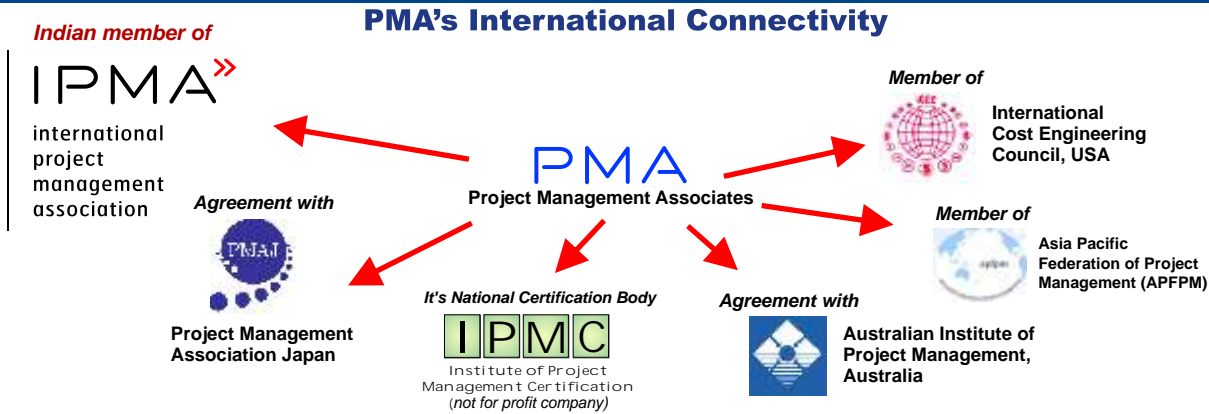 PMA's International Connectivity
Indian member of
IPMA»
international
project
management
association
Member of
International
Cost Engineering
Council, USA
PMA
Project Management Associates
Agreement with
PMAJ
Project Management
Association Japan
It's National Certification Body
IPMC
Institute of Project
Management Certification
(not for profit company)
Agreement with
Australian Institute of
Project Management,
Australia
Member of
apfpm
Asia Pacific
Federation of Project
Management (APFPM)